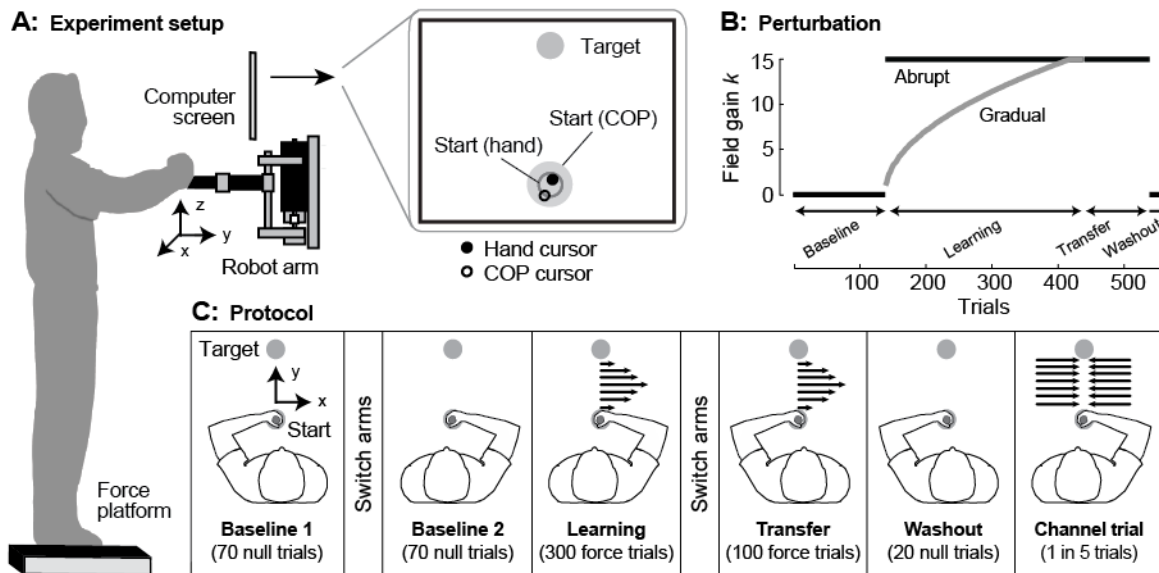 A: Experiment setup
Computer
screen
Target
Start (COP)
Start (hand)
z
y
x
Robot arm
Hand cursor
COP cursor
Force
platform
B: Perturbation
Field gain k
15
10
5
0
Abrupt
Gradual
Baseline
Learning
Transfer
Washout
100
200
300
400
500
Trials
C: Protocol
Target
y
x
Start
Baseline 1
(70 null trials)
Switch arms
Baseline 2
(70 null trials)
Learning
(300 force trials)
Switch arms
Transfer
(100 force trials)
Washout
(20 null trials)
Channel trial
(1 in 5 trials)